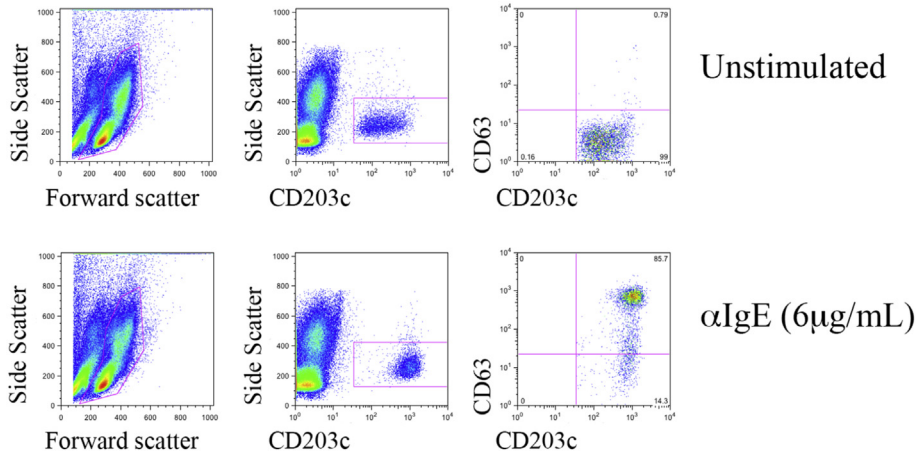 1000
800
600
400
200
0
Side Scatter
0 200 400 600 800 1000
Forward scatter
1000
800
600
400
200
0
Side Scatter
10⁰ 10¹ 10² 10³ 10⁴
CD203c
10⁴
10³
10²
10¹
10⁰
CD63
0 0.79
0.16 99
10⁰ 10¹ 10² 10³ 10⁴
CD203c
Unstimulated
1000
800
600
400
200
0
Side Scatter
0 200 400 600 800 1000
Forward scatter
1000
800
600
400
200
0
Side Scatter
10⁰ 10¹ 10² 10³ 10⁴
CD203c
10⁴
10³
10²
10¹
10⁰
CD63
0 85.7
0 14.3
10⁰ 10¹ 10² 10³ 10⁴
CD203c
αIgE (6µg/mL)